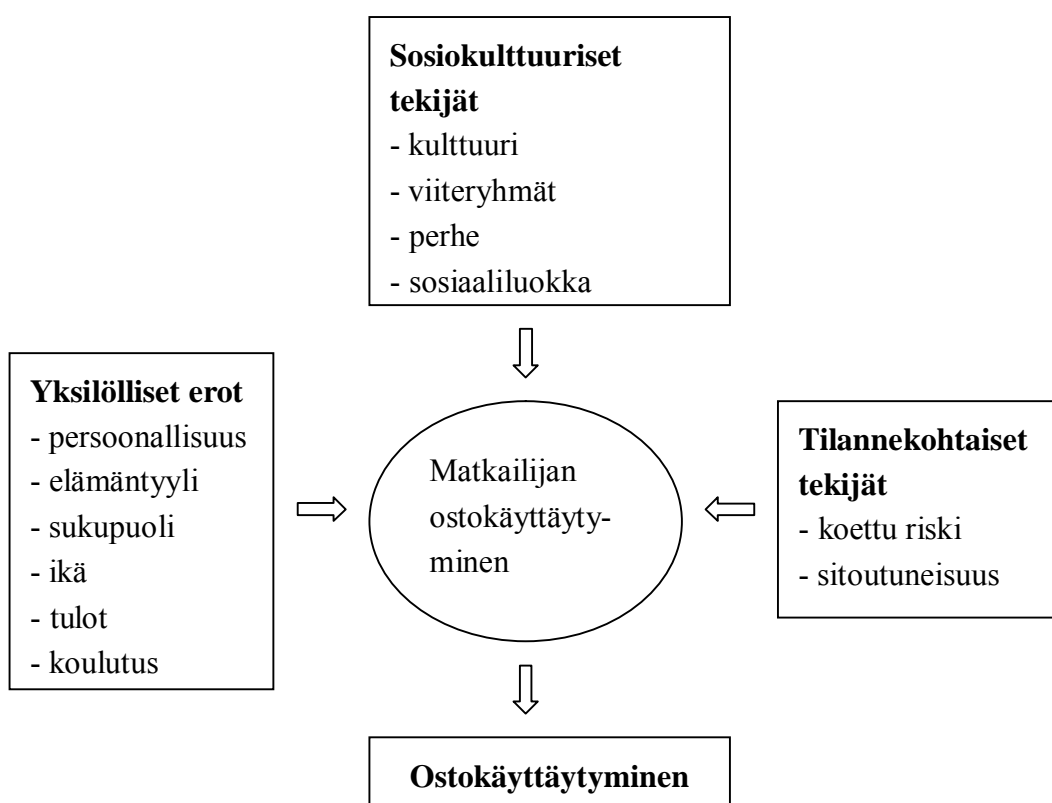 Sosiokulttuuriset
tekijät
- kulttuuri
- viiteryhmät
- perhe
- sosiaaliluokka
Yksilölliset erot
- persoonallisuus
- elämäntyyli
- sukupuoli
- ikä
- tulot
- koulutus
Matkailijan
ostokäyttäyty-
minen
Tilannekohtaiset
tekijät
- koettu riski
- sitoutuneisuus
Ostokäyttäytyminen